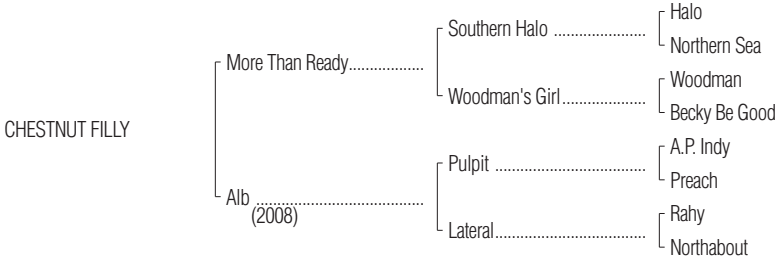 Halo
Southern Halo ........................
Northern Sea
More Than Ready..................
Woodman
Woodman's Girl......................
Becky Be Good
CHESTNUT FILLY
A.P. Indy
Pulpit ........................................
Preach
Alb ............................................
(2008)
Rahy
Lateral.......................................
Northabout